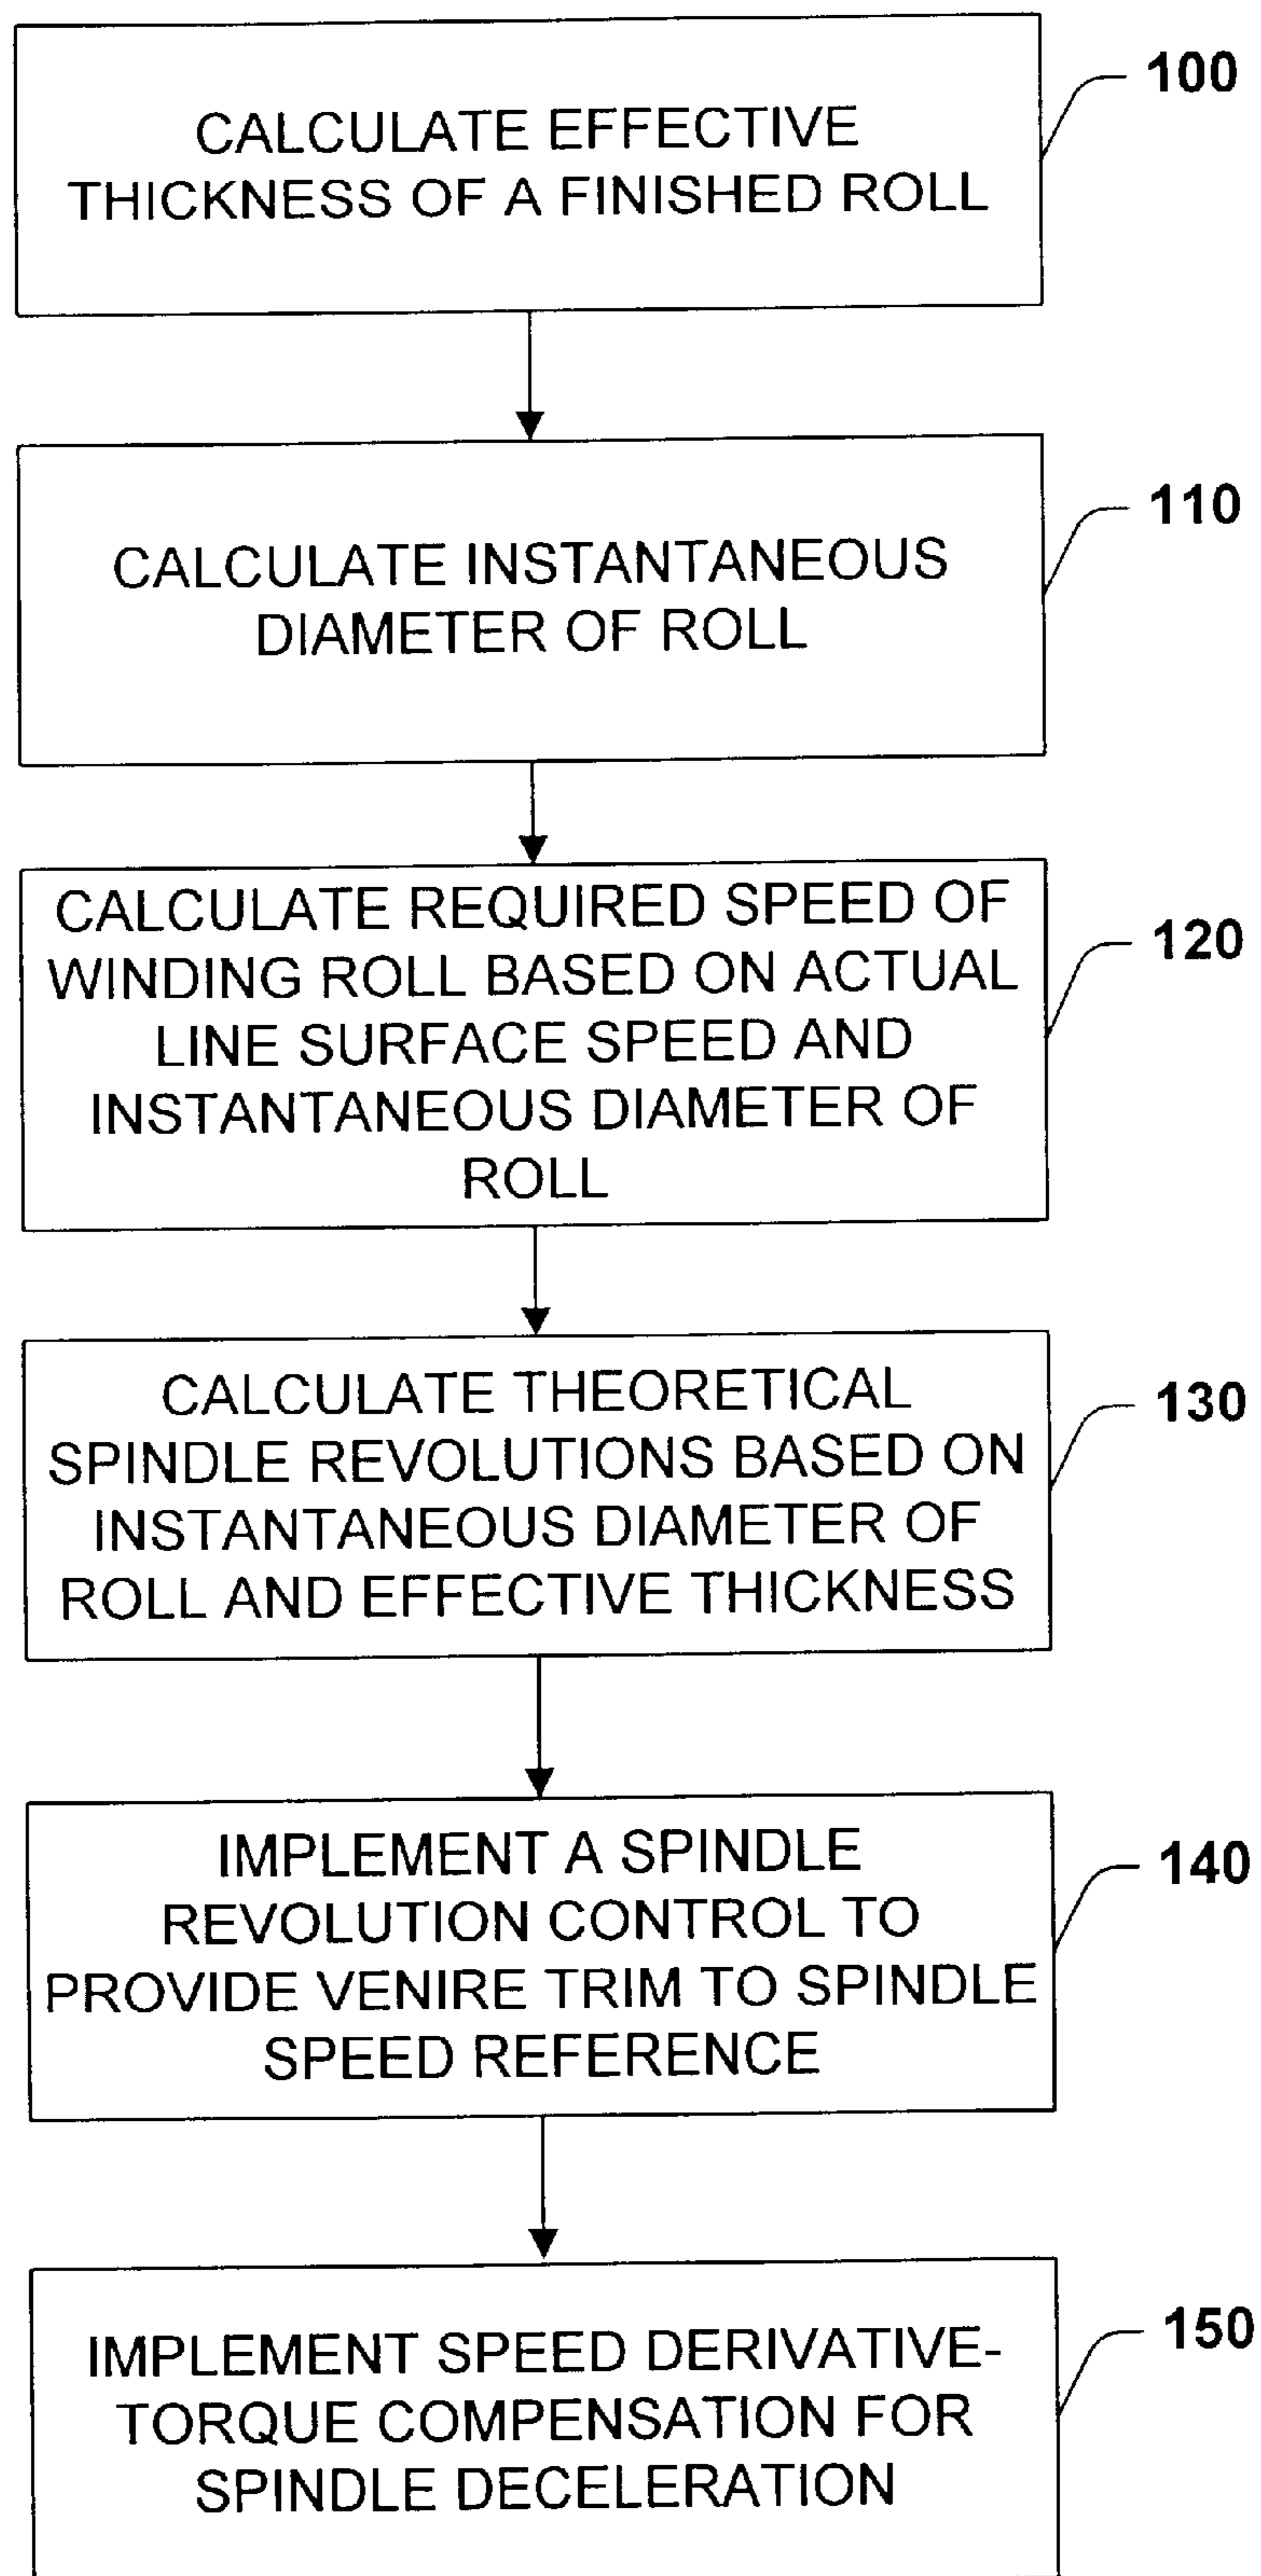 CALCULATE EFFECTIVE
THICKNESS OF A FINISHED ROLL
100
CALCULATE INSTANTANEOUS
DIAMETER OF ROLL
110
CALCULATE REQUIRED SPEED OF
WINDING ROLL BASED ON ACTUAL
LINE SURFACE SPEED AND
INSTANTANEOUS DIAMETER OF
ROLL
120
CALCULATE THEORETICAL
SPINDLE REVOLUTIONS BASED ON
INSTANTANEOUS DIAMETER OF
ROLL AND EFFECTIVE THICKNESS
130
IMPLEMENT A SPINDLE
REVOLUTION CONTROL TO
PROVIDE VENIRE TRIM TO SPINDLE
SPEED REFERENCE
140
IMPLEMENT SPEED DERIVATIVE-
TORQUE COMPENSATION FOR
SPINDLE DECELERATION
150